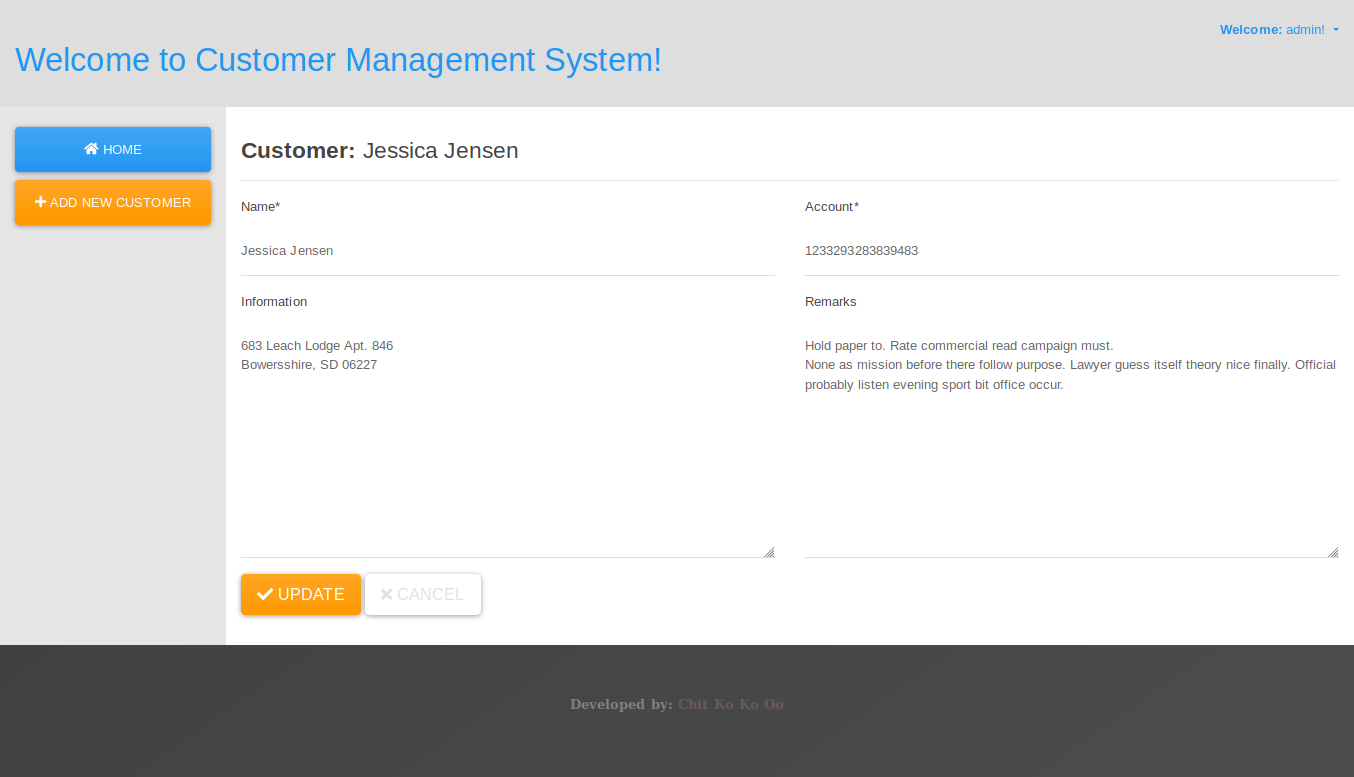 Welcome: admin!
Welcome to Customer Management System!
HOME
ADD NEW CUSTOMER
Customer: Jessica Jensen
Name*
Jessica Jensen
Account*
1233293283839483
Information
683 Leach Lodge Apt. 846
Bowersshire, SD 06227
Remarks
Hold paper to. Rate commercial read campaign must.
None as mission before there follow purpose. Lawyer guess itself theory nice finally. Official
probably listen evening sport bit office occur.
UPDATE
CANCEL
Developed by: Chit Ko Ko Oo